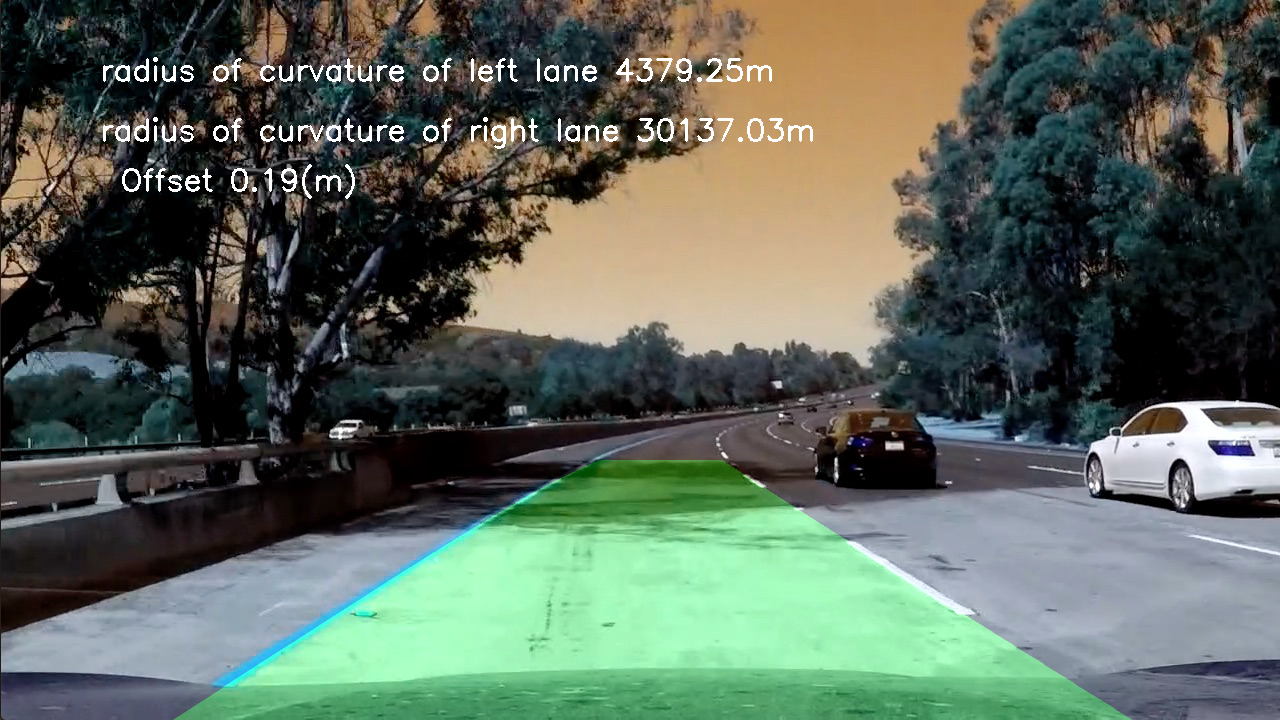 radius of curvature of left lane 4379.25m
radius of curvature of right lane 30137.03m
Offset 0.19(m)